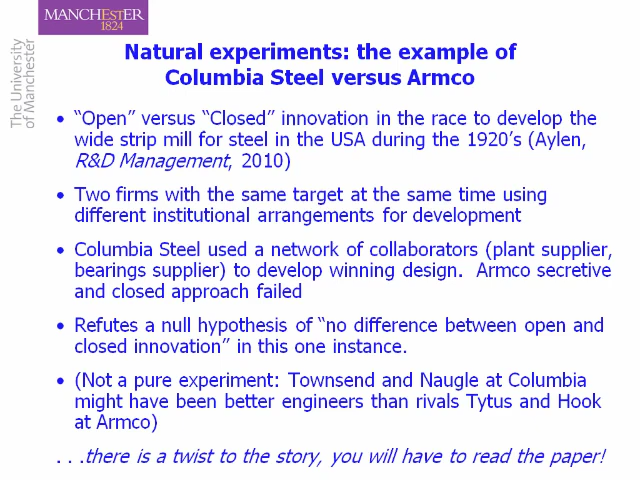 MANCHEStER
1824
The University
of Manchester
Natural experiments: the example of
Columbia Steel versus Armco
• “Open” versus “Closed” innovation in the race to develop the
wide strip mill for steel in the USA during the 1920’s (Aylen,
R&D Management, 2010)
• Two firms with the same target at the same time using
different institutional arrangements for development
• Columbia Steel used a network of collaborators (plant supplier,
bearings supplier) to develop winning design.  Armco secretive
and closed approach failed
• Refutes a null hypothesis of “no difference between open and
closed innovation” in this one instance.
• (Not a pure experiment: Townsend and Naugle at Columbia
might have been better engineers than rivals Tytus and Hook
at Armco)
. . .there is a twist to the story, you will have to read the paper!